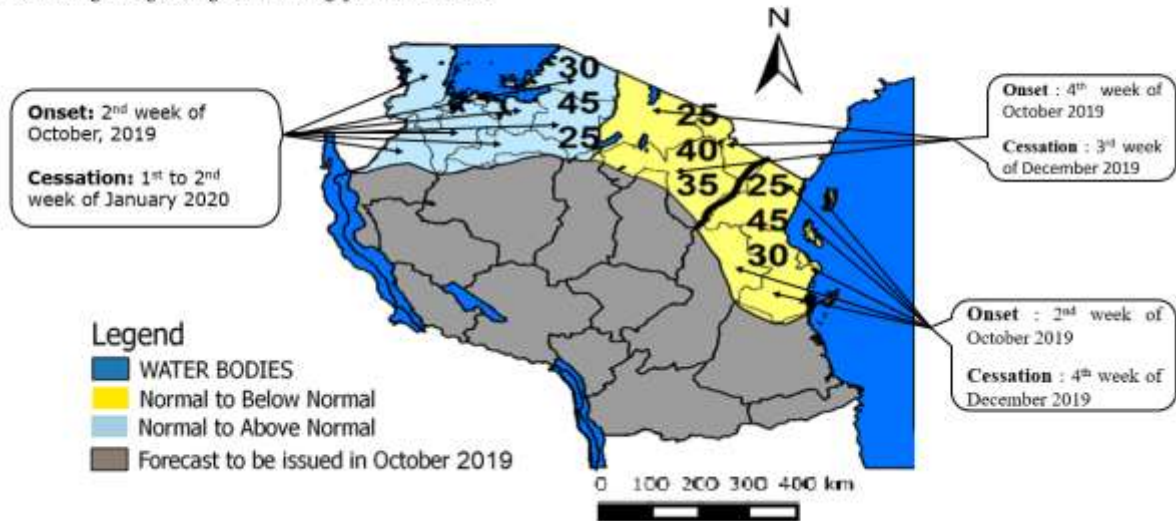 N
Onset: 2nd week of
October, 2019
Cessation: 1st to 2nd
week of January 2020
30
45
25
25
40
35
25
45
30
Onset : 4th week of
October 2019
Cessation : 3rd week
of December 2019
Onset : 2nd week of
October 2019
Cessation : 4th week of
December 2019
Legend
WATER BODIES
Normal to Below Normal
Normal to Above Normal
Forecast to be issued in October 2019
0 100 200 300 400 km